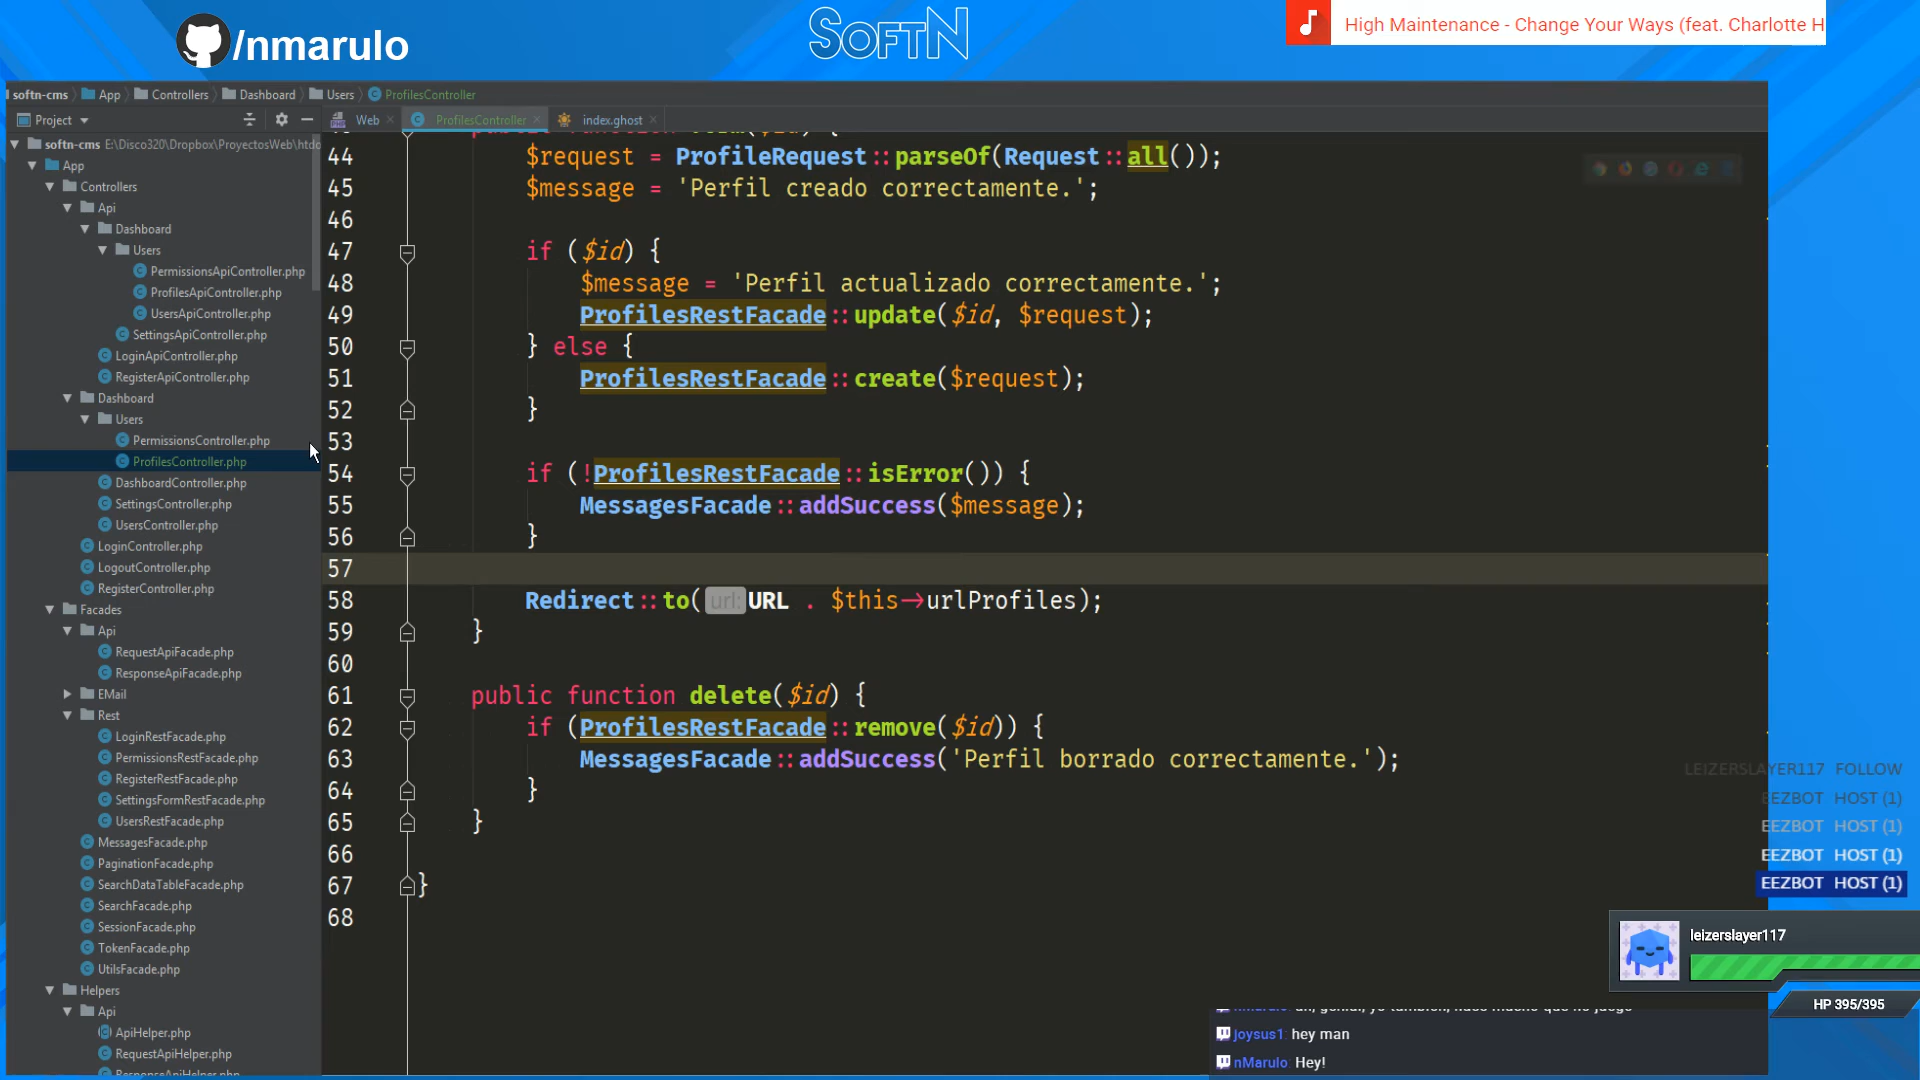 /nmarulo
SOFTN
High Maintenance - Change Your Ways (feat. Charlotte H
softn-cms App Controllers Dashboard Users ProfilesController
Project
Web
ProfilesController
index.ghost
softn-cms E:\Disco320\Dropbox\ProyectosWeb\htdo
App
Controllers
Api
Dashboard
Users
PermissionsApiController.php
ProfilesApiController.php
UsersApiController.php
SettingsApiController.php
LoginApiController.php
RegisterApiController.php
Dashboard
Users
PermissionsController.php
ProfilesController.php
DashboardController.php
SettingsController.php
UsersController.php
LoginController.php
LogoutController.php
RegisterController.php
Facades
Api
RequestApiFacade.php
ResponseApiFacade.php
EMail
Rest
LoginRestFacade.php
PermissionsRestFacade.php
RegisterRestFacade.php
SettingsFormRestFacade.php
UsersRestFacade.php
MessagesFacade.php
PaginationFacade.php
SearchDataTableFacade.php
SearchFacade.php
SessionFacade.php
TokenFacade.php
UtilsFacade.php
Helpers
Api
ApiHelper.php
RequestApiHelper.php
ResponseApiHelper.php
44 $request = ProfileRequest::parseOf(Request::all());
45 $message = 'Perfil creado correctamente.';
46
47 if ($id) {
48 $message = 'Perfil actualizado correctamente.';
49 ProfilesRestFacade::update($id, $request);
50 } else {
51 ProfilesRestFacade::create($request);
52 }
53
54 if (!ProfilesRestFacade::isError()) {
55 MessagesFacade::addSuccess($message);
56 }
57
58 Redirect::to( url: URL . $this→urlProfiles);
59 }
60
61 public function delete($id) {
62 if (ProfilesRestFacade::remove($id)) {
63 MessagesFacade::addSuccess('Perfil borrado correctamente.');
64 }
65 }
66
67 }
68
LEIZERSLAYER117 FOLLOW
EEZBOT HOST (1)
EEZBOT HOST (1)
EEZBOT HOST (1)
EEZBOT HOST (1)
leizerslayer117
HP 395/395
joysus1: hey man
nMarulo: Hey!